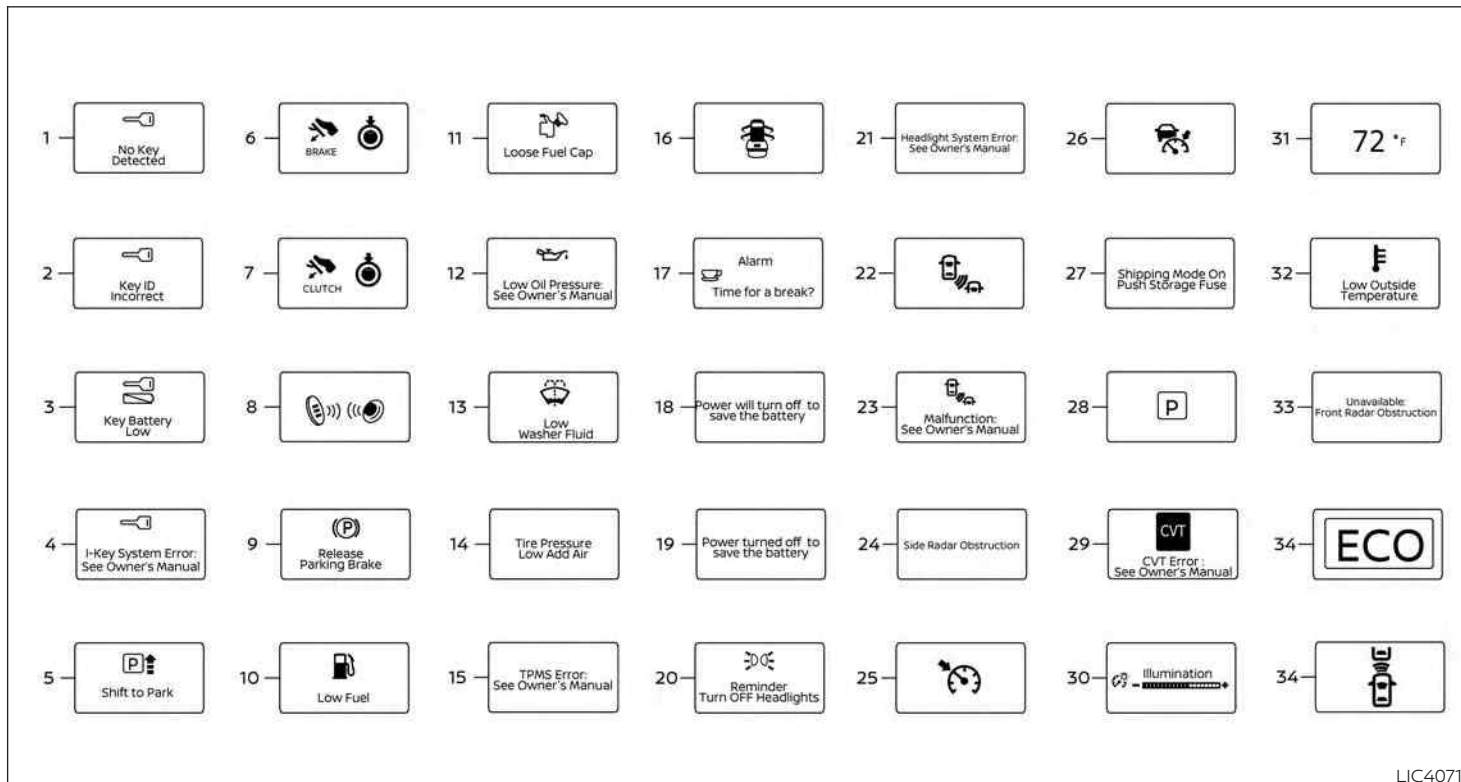 1
No Key
Detected
6
BRAKE
11
Loose Fuel Cap
16
21
Headlight System Error:
See Owner's Manual
26
31
72 °F
2
Key ID
Incorrect
7
CLUTCH
12
Low Oil Pressure:
See Owner's Manual
17
Alarm
Time for a break?
22
27
Shipping Mode On
Push Storage Fuse
32
Low Outside
Temperature
3
Key Battery
Low
8
13
Low
Washer Fluid
18
Power will turn off to
save the battery
23
Malfunction:
See Owner's Manual
28
P
33
Unavailable:
Front Radar Obstruction
4
I-Key System Error:
See Owner's Manual
9
P
Release
Parking Brake
14
Tire Pressure
Low Add Air
19
Power turned off to
save the battery
24
Side Radar Obstruction
29
CVT
CVT Error :
See Owner's Manual
34
ECO
5
P
Shift to Park
10
Low Fuel
15
TPMS Error:
See Owner's Manual
20
Reminder
Turn OFF Headlights
25
30
Illumination
- +
34
LIC4071